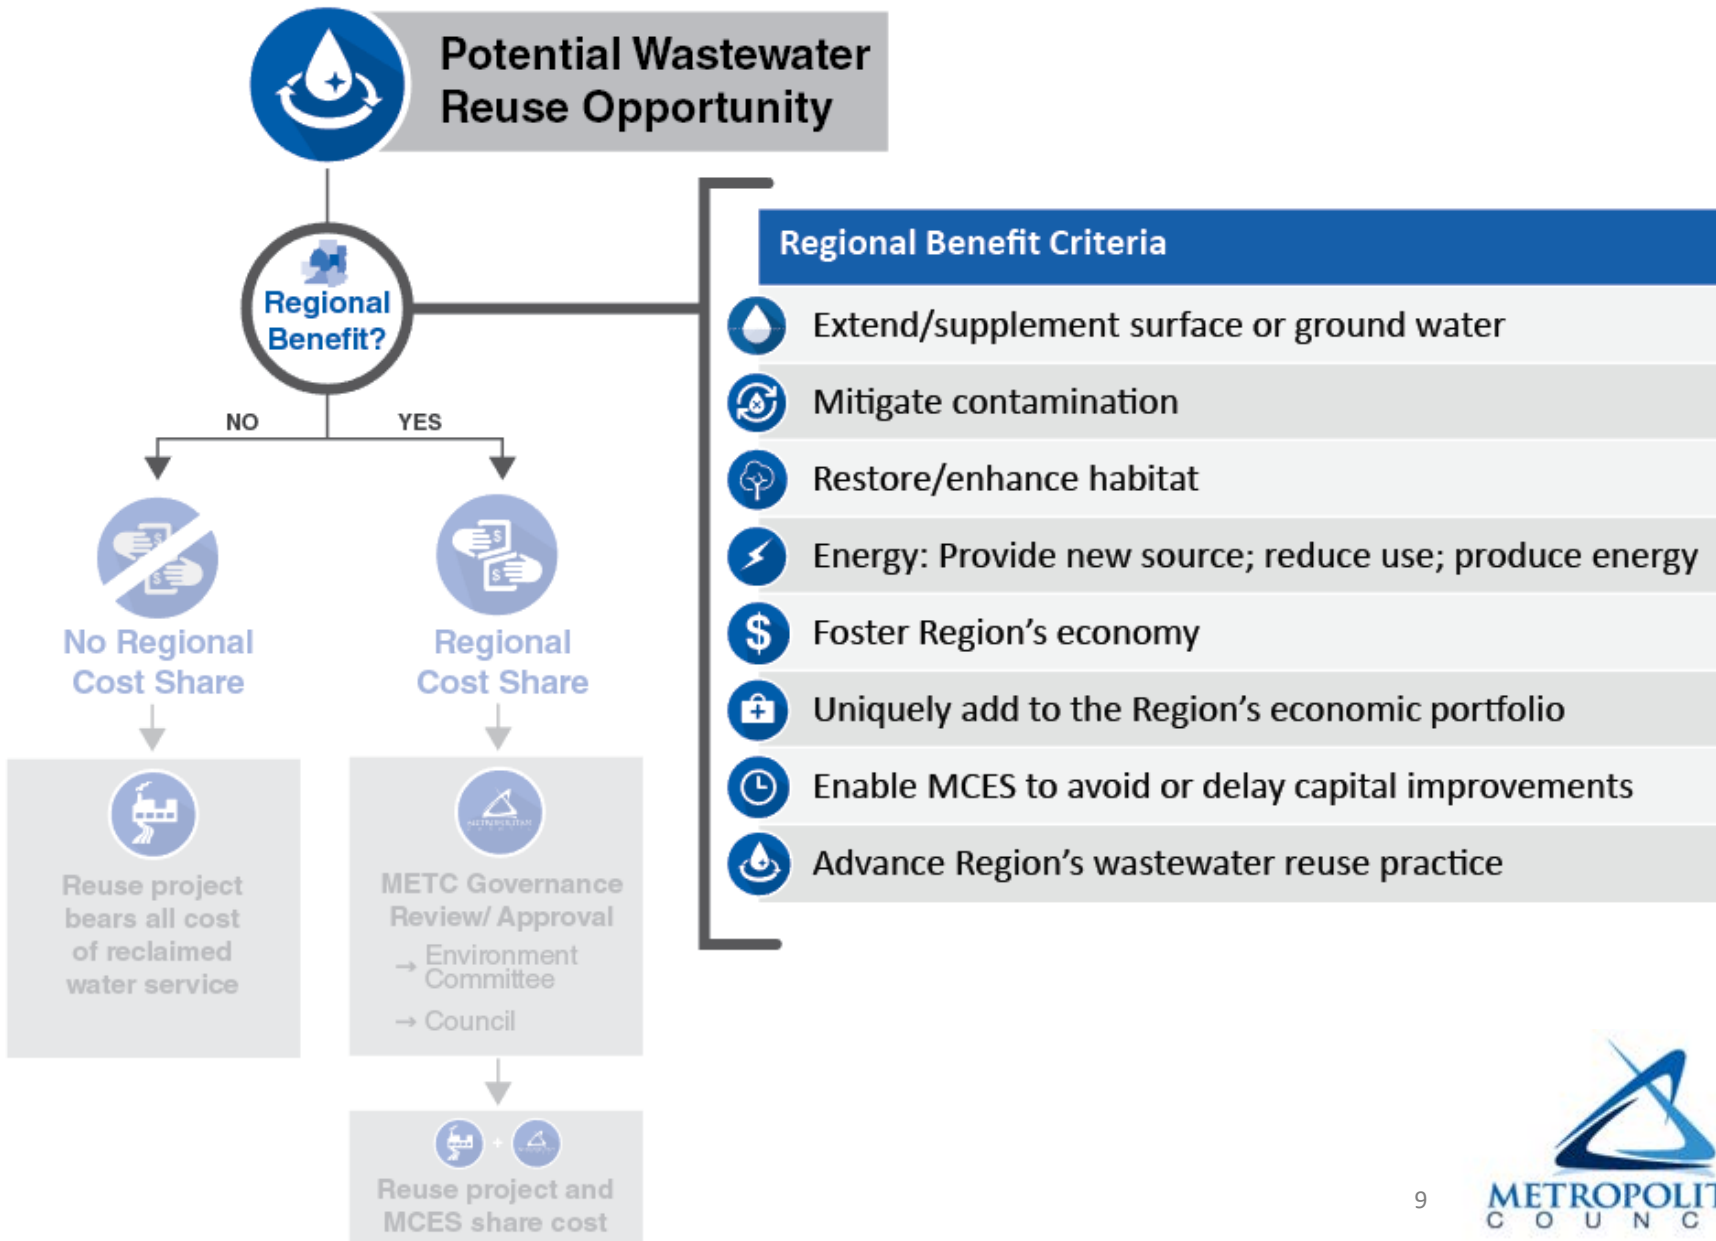 Potential Wastewater
Reuse Opportunity
Regional
Benefit?
NO
YES
No Regional
Cost Share
Reuse project
bears all cost
of reclaimed
water service
Regional
Cost Share
METROPOLITAN
METC Governance
Review/ Approval
→ Environment
Committee
→ Council
+
Reuse project and
MCES share cost
Regional Benefit Criteria
Extend/supplement surface or ground water
Mitigate contamination
Restore/enhance habitat
Energy: Provide new source; reduce use; produce energy
$ Foster Region’s economy
Uniquely add to the Region’s economic portfolio
Enable MCES to avoid or delay capital improvements
Advance Region’s wastewater reuse practice
9
METROPOLIT
C O U N C